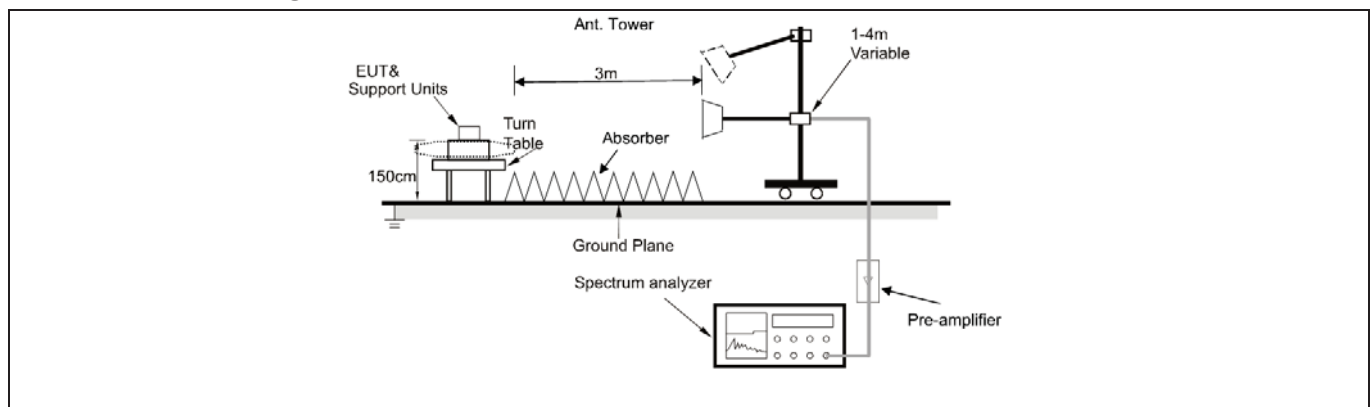 Ant. Tower
1-4m
Variable
3m
EUT&
Support Units
Turn
Table
Absorber
150cm
Ground Plane
Spectrum analyzer
Pre-amplifier